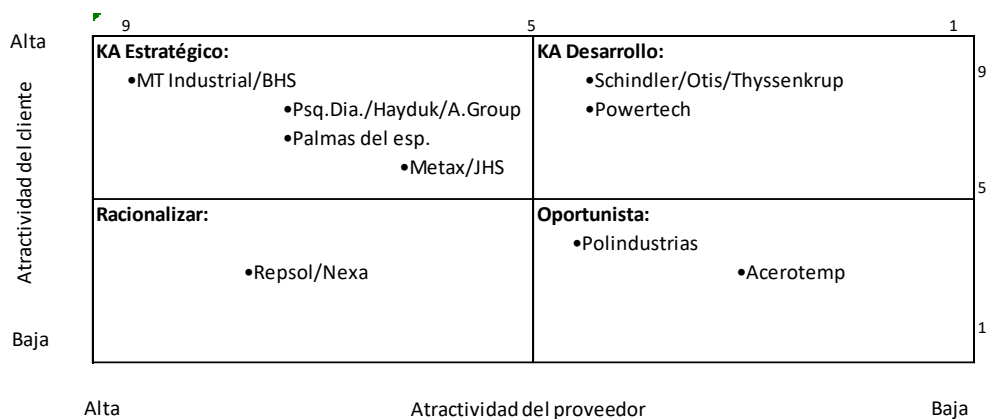 9 5 1
Alta
KA Estratégico: KA Desarrollo:
•MT Industrial/BHS •Schindler/Otis/Thyssenkrup 9
•Psq.Dia./Hayduk/A.Group •Powertech
•Palmas del esp.
•Metax/JHS
5
Atractividad del cliente
Racionalizar: Oportunista:
•Polindustrias
•Repsol/Nexa •Acerotemp
Baja 1
Alta Atractividad del proveedor Baja